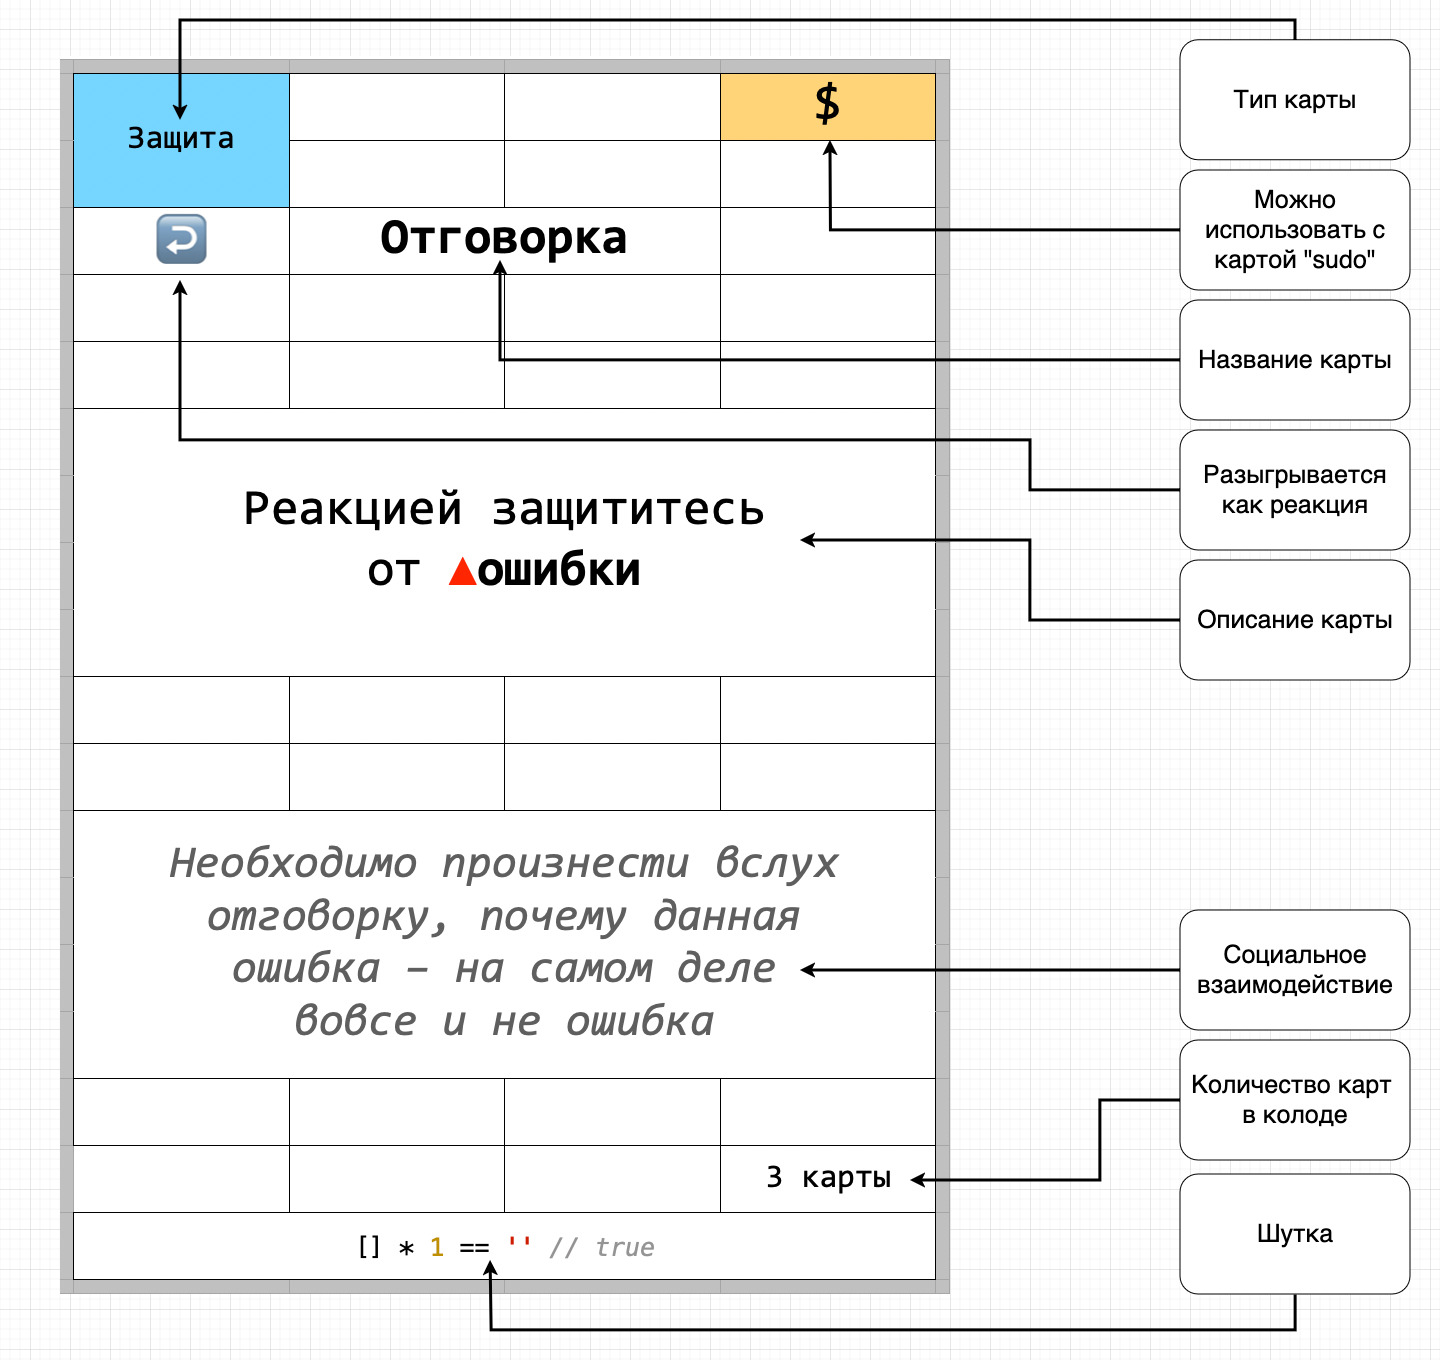 Защита
$
Отговорка
Реакцией защититесь
от ▲ошибки
Необходимо произнести вслух
отговорку, почему данная
ошибка – на самом деле
вовсе и не ошибка
3 карты
[] * 1 == '' // true
Тип карты
Можно
использовать с
картой "sudo"
Название карты
Разыгрывается
как реакция
Описание карты
Социальное
взаимодействие
Количество карт
в колоде
Шутка